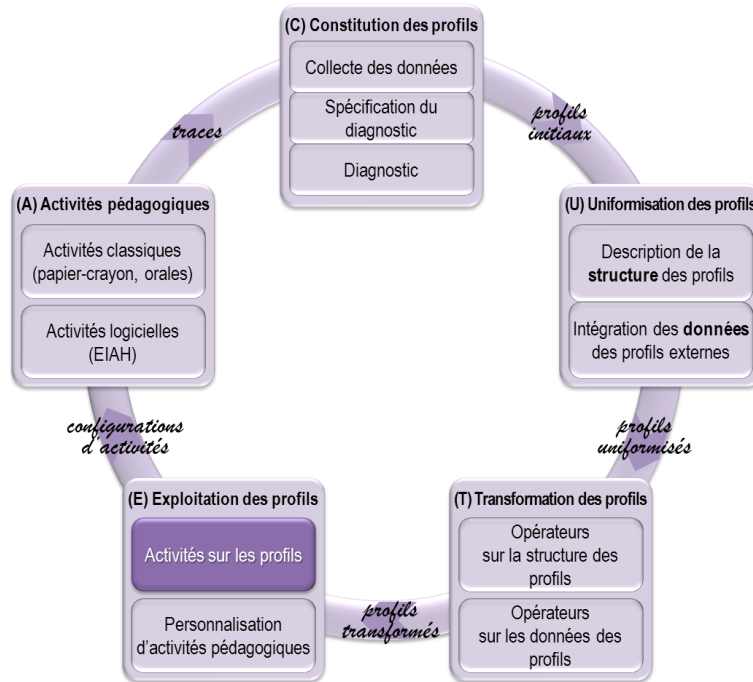 (C) Constitution des profils
Collecte des données
Spécification du
diagnostic
Diagnostic
traces
profils
initiaux
(A) Activités pédagogiques
Activités classiques
(papier-crayon, orales)
Activités logicielles
(EIAH)
(U) Uniformisation des profils
Description de la
structure des profils
Intégration des données
des profils externes
configurations
d'activités
profils
uniformisés
(E) Exploitation des profils
Activités sur les profils
Personnalisation
d'activités pédagogiques
(T) Transformation des profils
Opérateurs
sur la structure des
profils
Opérateurs
sur les données des
profils
profils
transformés